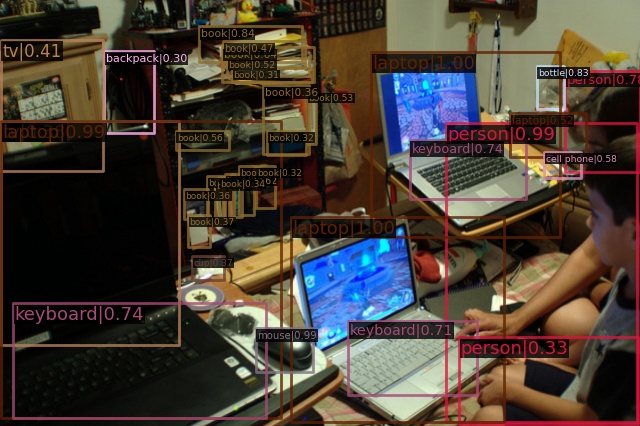 book|0.84
tv|0.41
book|0.47
backpack|0.30
book|0.52
laptop|1.00
bottle|0.83
book|0.31
person|0.78
book|0.36
book|0.53
laptop|0.99
laptop|0.52
person|0.99
book|0.56
book|0.32
keyboard|0.74
cell phone|0.58
book|0.32
book|0.34
book|0.36
book|0.37
laptop|1.00
cup|0.37
keyboard|0.74
keyboard|0.71
mouse|0.99
person|0.33